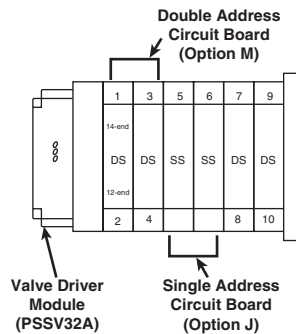 Double Address
Circuit Board
(Option M)
1 3 5 6 7 9
14-end
DS DS SS SS DS DS
12-end
2 4 8 10
Valve Driver
Module
(PSSV32A)
Single Address
Circuit Board
(Option J)